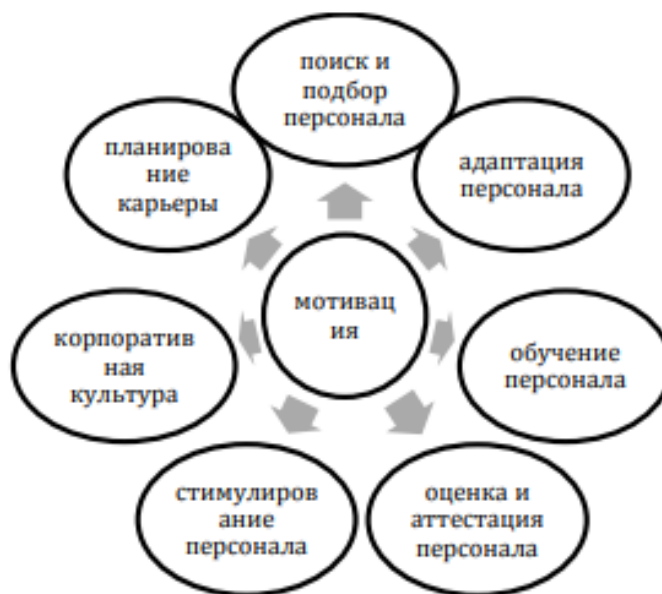 поиск и
подбор
персонала
адаптация
персонала
обучение
персонала
оценка и
аттестация
персонала
стимулиров
ание
персонала
корпоратив
ная
культура
планирова
ние
карьеры
мотивац
ия